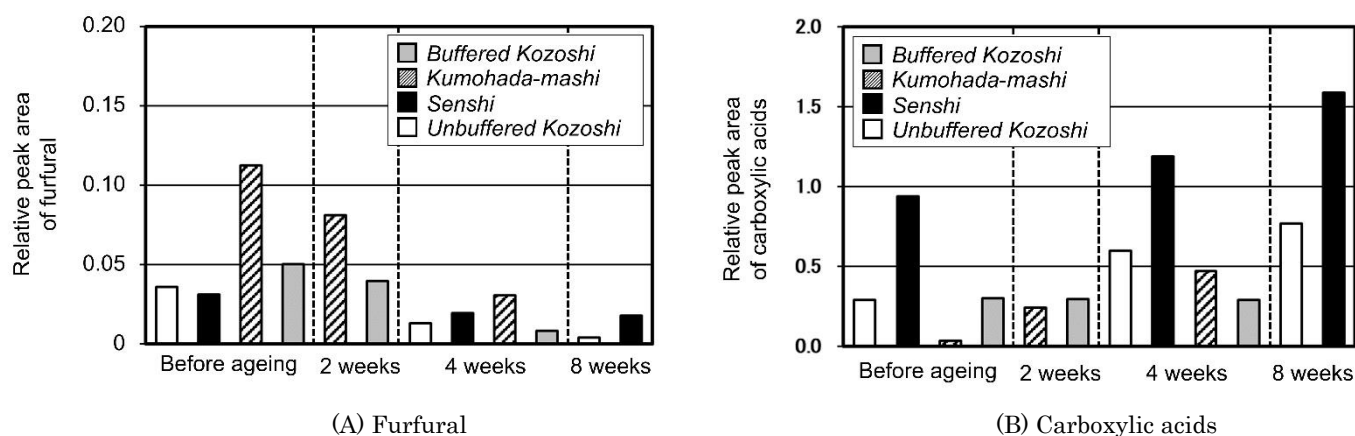 Relative peak area
of furfural
0.20
0.15
0.10
0.05
0
Buffered Kozoshi
Kumohada-mashi
Senshi
Unbuffered Kozoshi
Before ageing
2 weeks
4 weeks
8 weeks
(A) Furfural
Relative peak area
of carboxylic acids
2.0
1.5
1.0
0.5
0.0
Buffered Kozoshi
Kumohada-mashi
Senshi
Unbuffered Kozoshi
Before ageing
2 weeks
4 weeks
8 weeks
(B) Carboxylic acids